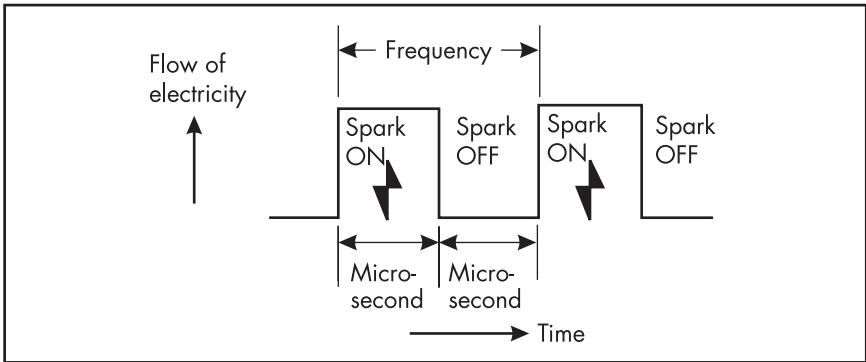 Frequency
Flow of
electricity
Spark
ON
Spark
OFF
Spark
ON
Spark
OFF
Micro-
second
Micro-
second
Time